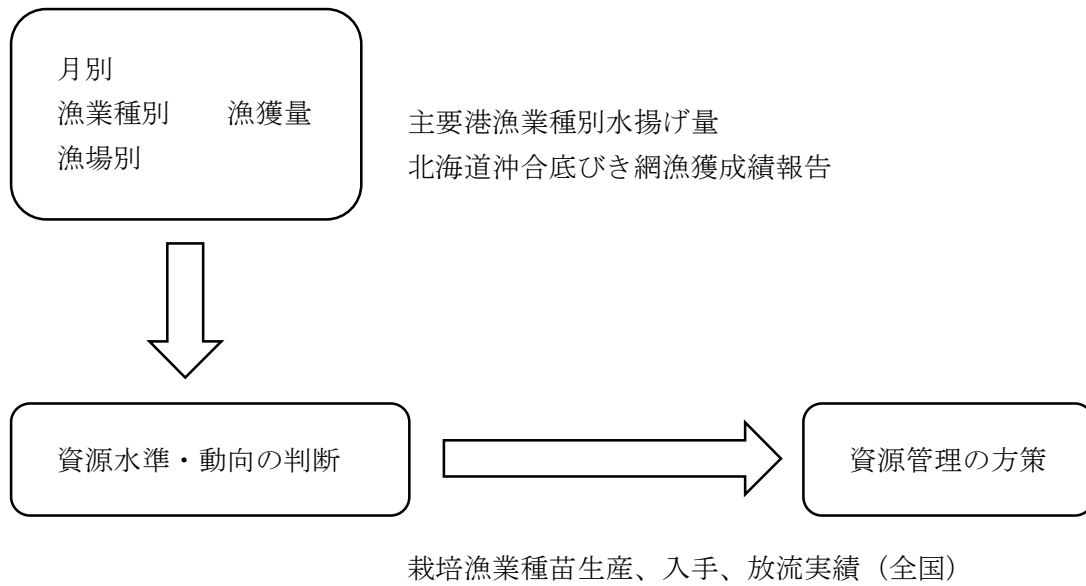 月別
漁業種別　　漁獲量
漁場別
主要港漁業種別水揚げ量
北海道沖合底びき網漁獲成績報告
資源水準・動向の判断
資源管理の方策
栽培漁業種苗生産、入手、放流実績（全国）